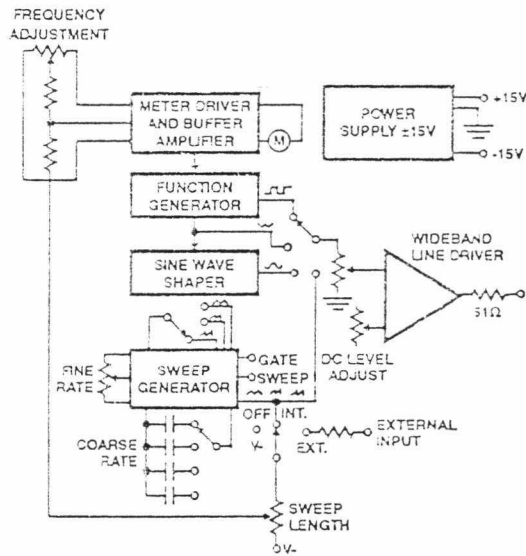 FREQUENCY
ADJUSTMENT
METER DRIVER
AND BUFFER
AMPLIFIER
M
POWER
SUPPLY ±15V
+15V
-15V
FUNCTION
GENERATOR
SINE WAVE
SHAPER
WIDEBAND
LINE DRIVER
51Ω
DC LEVEL
ADJUST
FINE
RATE
SWEEP
GENERATOR
GATE
SWEEP
OFF
INT.
V-
EXT.
EXTERNAL
INPUT
COARSE
RATE
SWEEP
LENGTH
V-